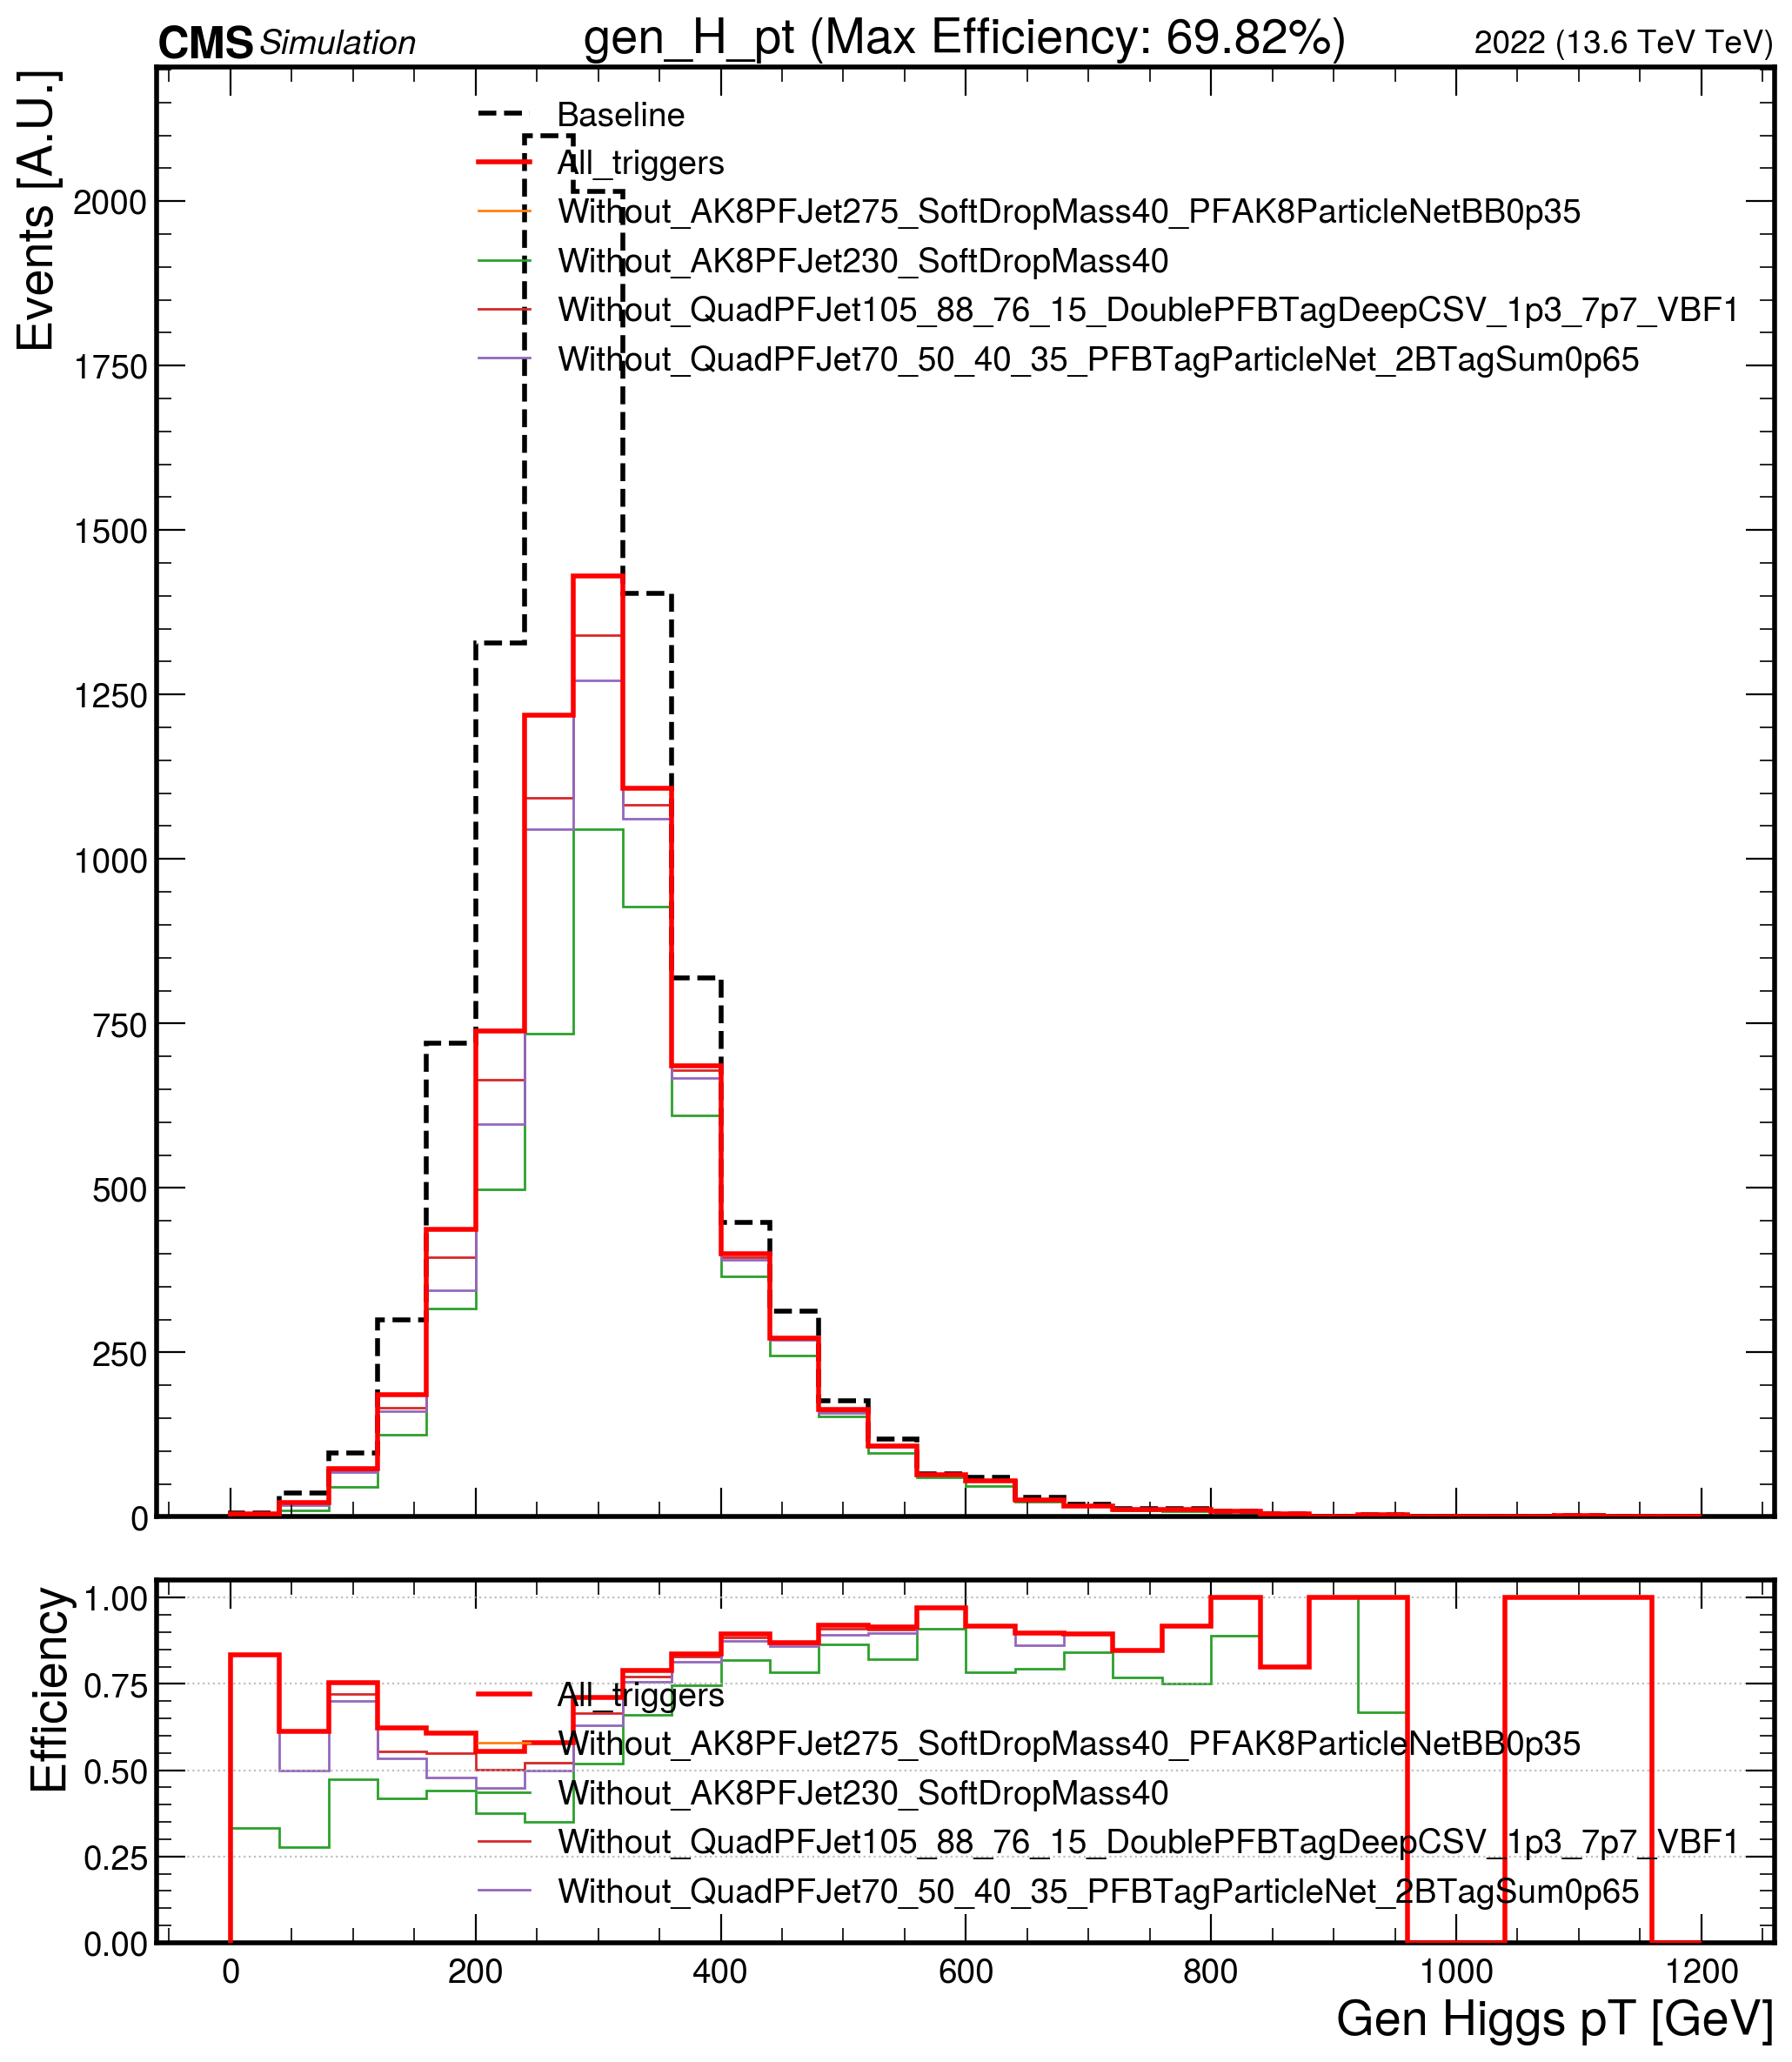 CMS Simulation gen_H_pt (Max Efficiency: 69.82%) 2022 (13.6 TeV TeV)
Events [A.U.]
Baseline
All_triggers
Without_AK8PFJet275_SoftDropMass40_PFAK8ParticleNetBB0p35
Without_AK8PFJet230_SoftDropMass40
Without_QuadPFJet105_88_76_15_DoublePFBTagDeepCSV_1p3_7p7_VBF1
Without_QuadPFJet70_50_40_35_PFBTagParticleNet_2BTagSum0p65
2000
1750
1500
1250
1000
750
500
250
0
Efficiency
1.00
0.75
0.50
0.25
0.00
All_triggers
Without_AK8PFJet275_SoftDropMass40_PFAK8ParticleNetBB0p35
Without_AK8PFJet230_SoftDropMass40
Without_QuadPFJet105_88_76_15_DoublePFBTagDeepCSV_1p3_7p7_VBF1
Without_QuadPFJet70_50_40_35_PFBTagParticleNet_2BTagSum0p65
0 200 400 600 800 1000 1200
Gen Higgs pT [GeV]